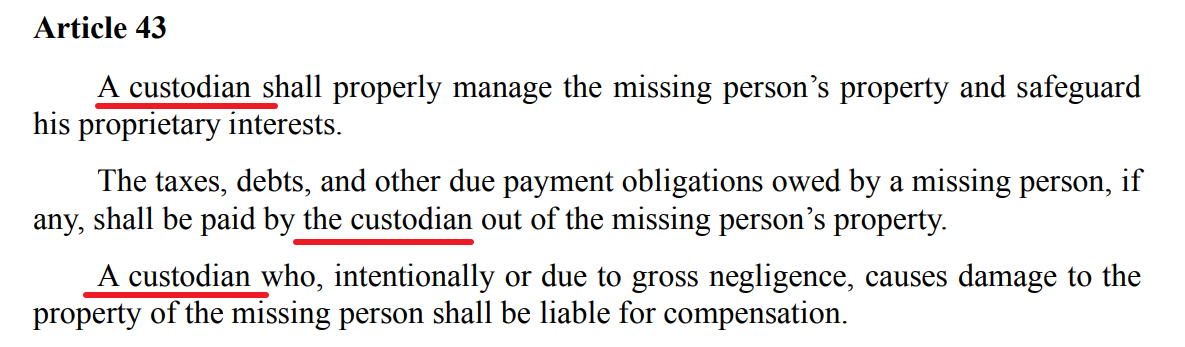 Article 43
A custodian shall properly manage the missing person’s property and safeguard
his proprietary interests.
The taxes, debts, and other due payment obligations owed by a missing person, if
any, shall be paid by the custodian out of the missing person’s property.
A custodian who, intentionally or due to gross negligence, causes damage to the
property of the missing person shall be liable for compensation.